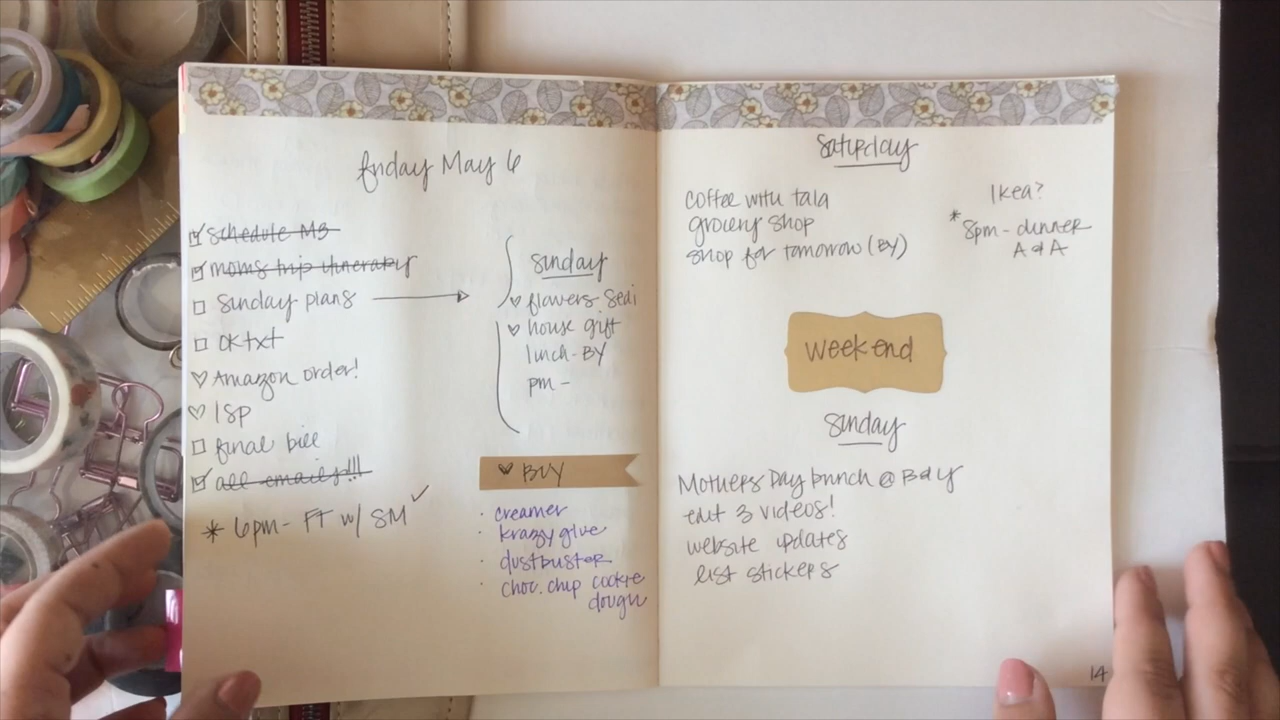 friday May 6
schedule MB
moms trip itinerary
sunday plans
ok txt
Amazon order!
ISP
final bill
all emails!!!
* 6pm - FT w/ SM ✓
sunday
♥ flowers Sedi
♥ house gift
lunch - BY
pm -
♥ BUY
· creamer
· krazy glue
· dustbuster
· choc. chip cookie
dough
Saturday
coffee with tala
grocery shop
shop for tomorrow (BY)
Ikea?
* 8pm - dinner
A & A
weekend
Sunday
Mothers Day brunch @ BdY
edit 3 videos!
website updates
list stickers
14